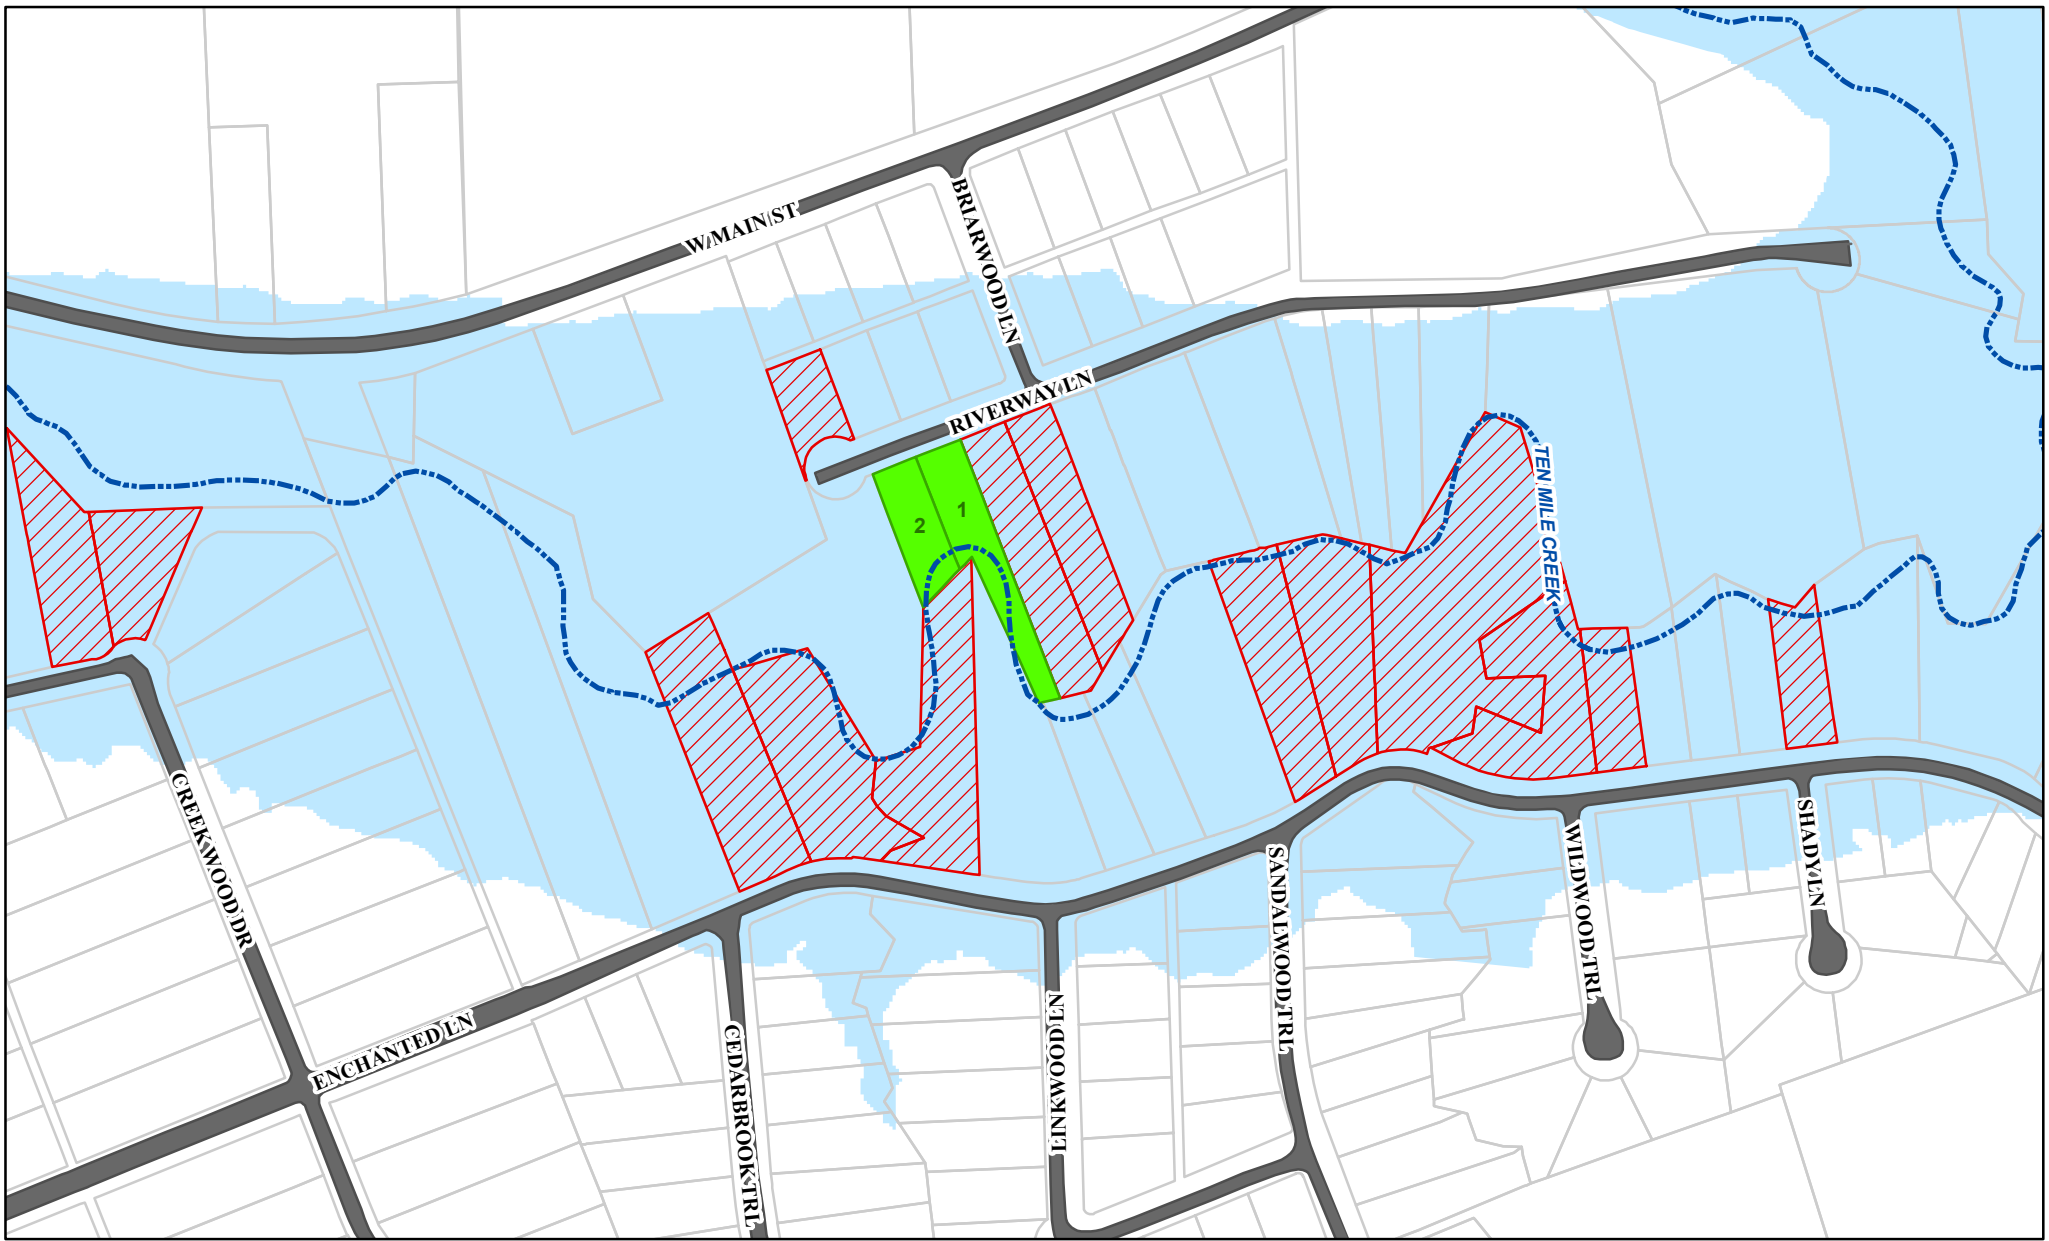 W MAIN ST
BRIARWOOD LN
RIVERWAY LN
1
2
TEN MILE CREEK
CREEKWOOD DR
SHADY LN
WILDWOOD TRL
SANDALWOOD TRL
LINKWOOD LN
ENCHANTED LN
CEDARBROOK TRL